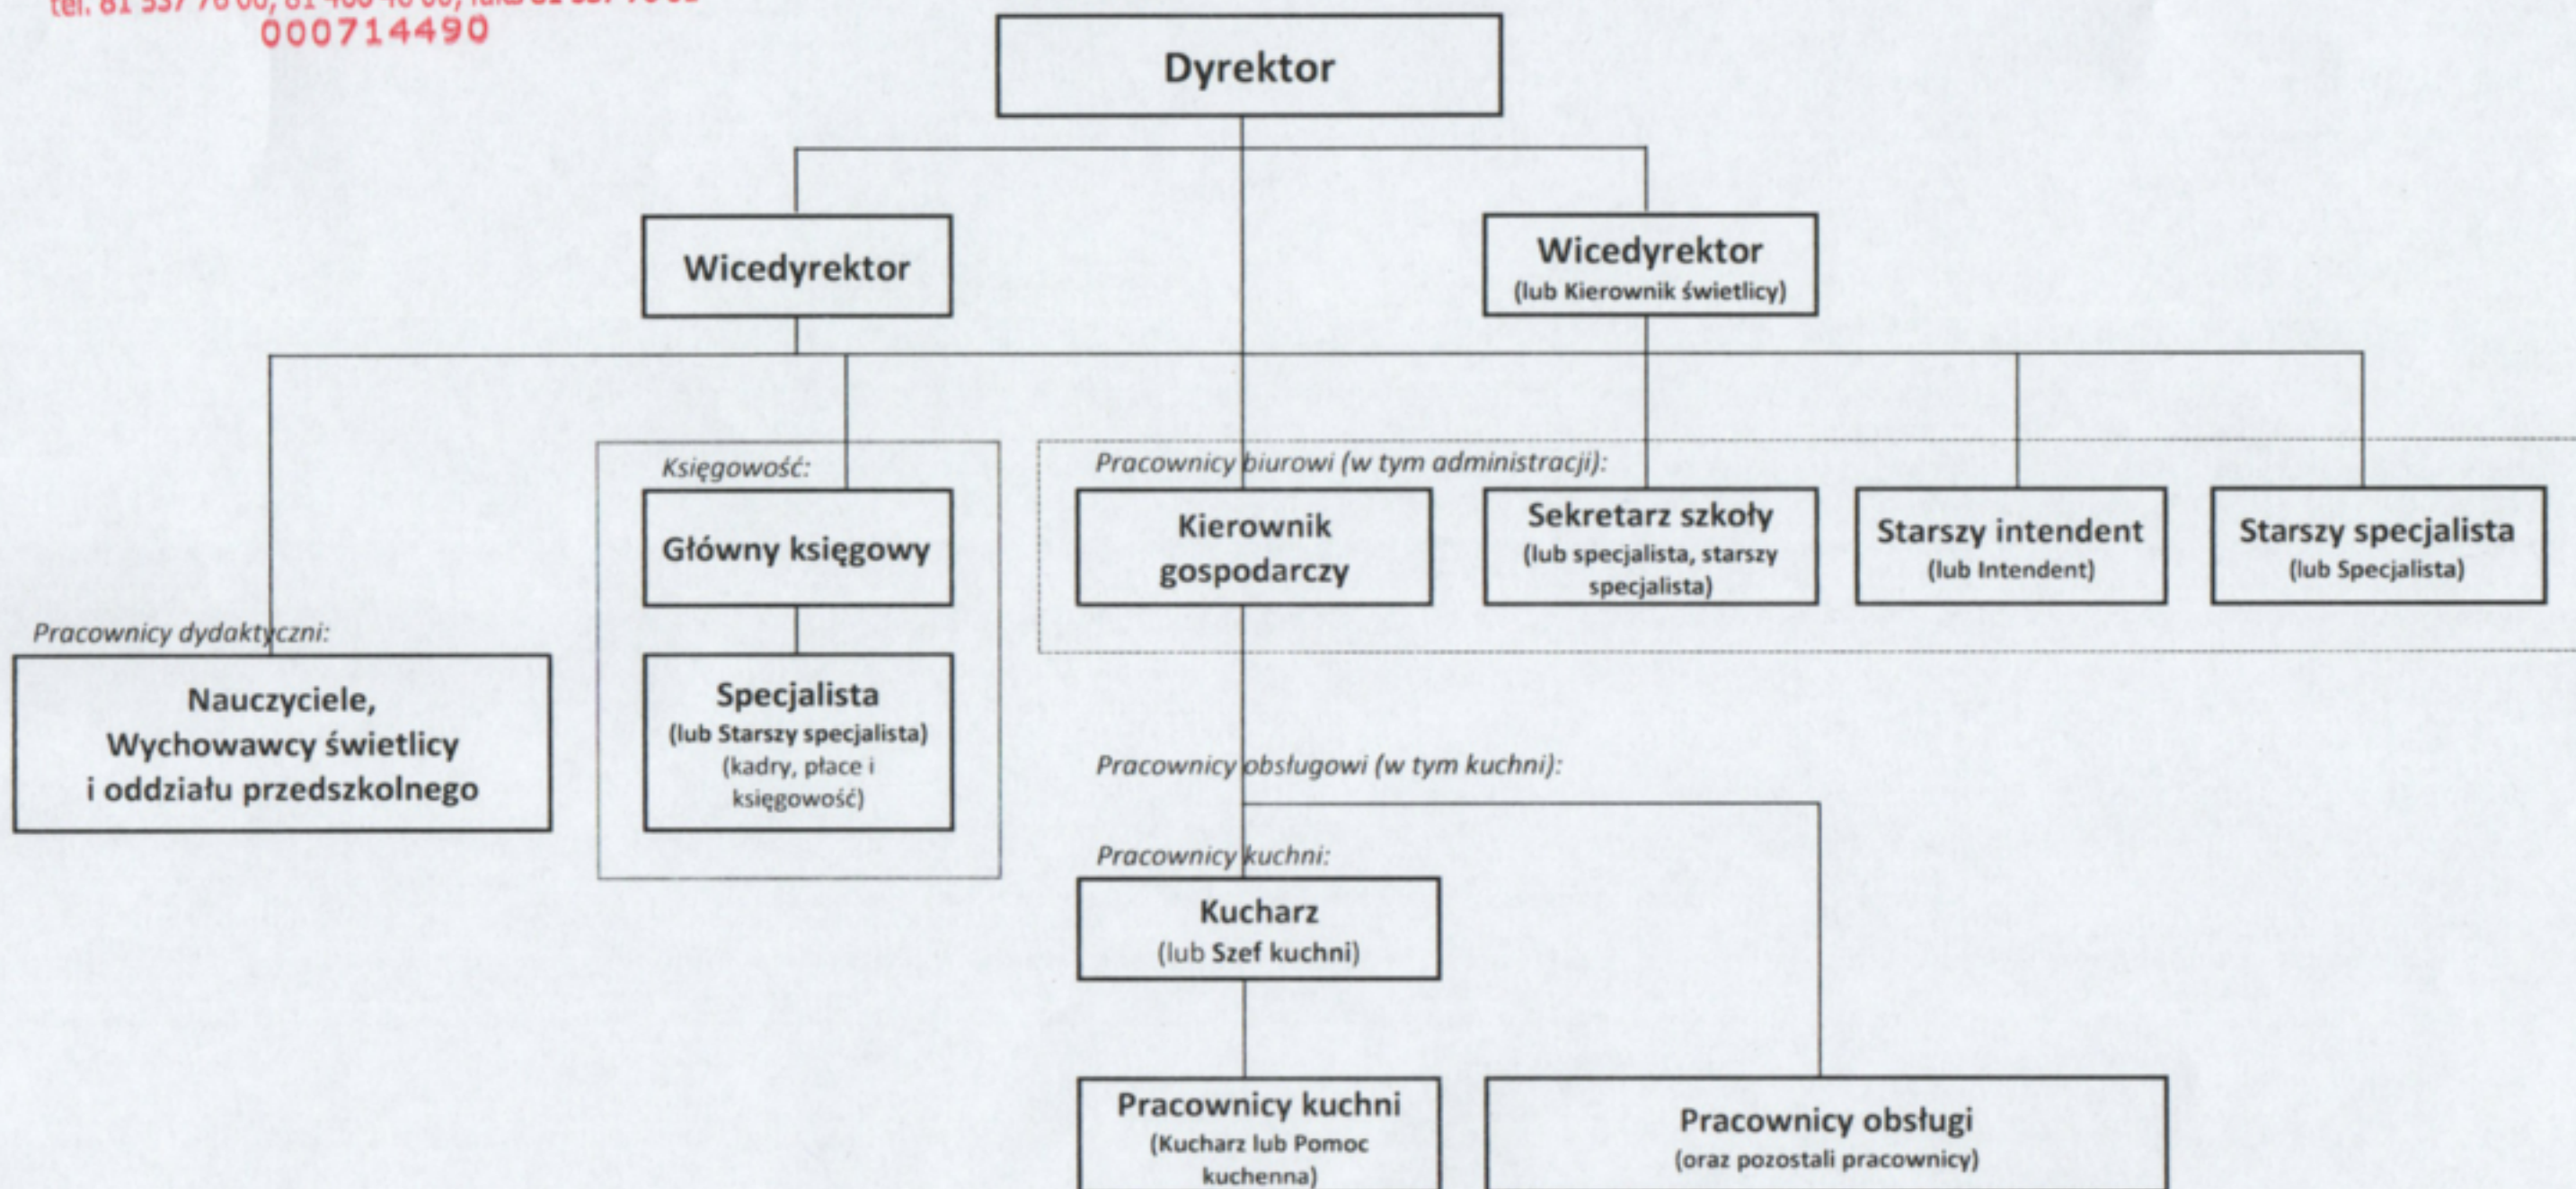 000714490
Dyrektor
Wicedyrektor
Wicedyrektor
(lub Kierownik świetlicy)
Księgowość:
Główny księgowy
Specjalista
(lub Starszy specjalista)
(kadry, płace i
księgowość)
Pracownicy biurowi (w tym administracji):
Kierownik
gospodarczy
Sekretarz szkoły
(lub specjalista, starszy
specjalista)
Starszy intendent
(lub Intendent)
Starszy specjalista
(lub Specjalista)
Pracownicy dydaktyczni:
Nauczyciele,
Wychowawcy świetlicy
i oddziału przedszkolnego
Pracownicy obsługowi (w tym kuchni):
Pracownicy kuchni:
Kucharz
(lub Szef kuchni)
Pracownicy kuchni
(Kucharz lub Pomoc
kuchenna)
Pracownicy obsługi
(oraz pozostali pracownicy)